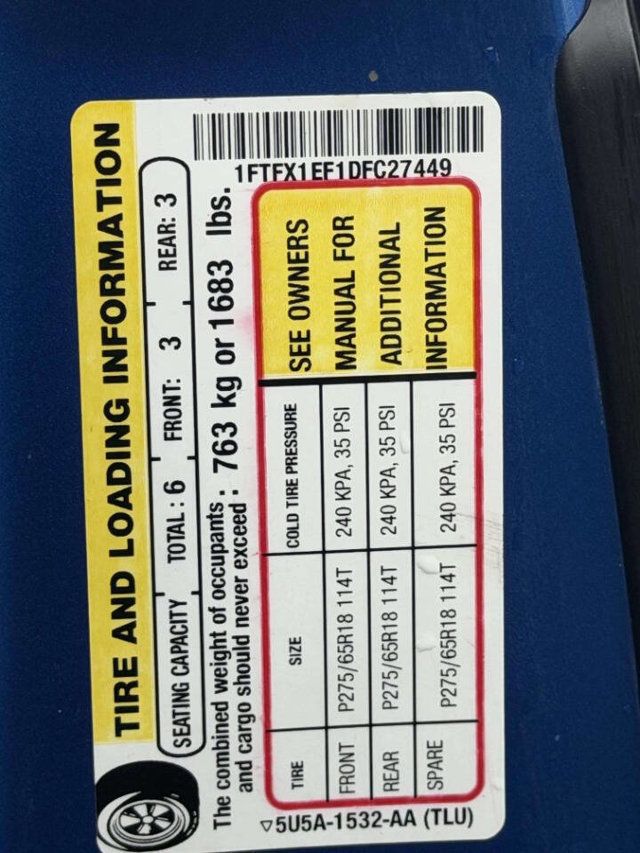 TIRE AND LOADING INFORMATION
SEATING CAPACITY TOTAL : 6 FRONT: 3 REAR: 3
The combined weight of occupants
and cargo should never exceed : 763 kg or 1683 lbs.
1FTFX1EF1DFC27449
TIRE SIZE COLD TIRE PRESSURE
FRONT P275/65R18 114T 240 KPA, 35 PSI
REAR P275/65R18 114T 240 KPA, 35 PSI
SPARE P275/65R18 114T 240 KPA, 35 PSI
SEE OWNERS
MANUAL FOR
ADDITIONAL
INFORMATION
▽5U5A-1532-AA (TLU)